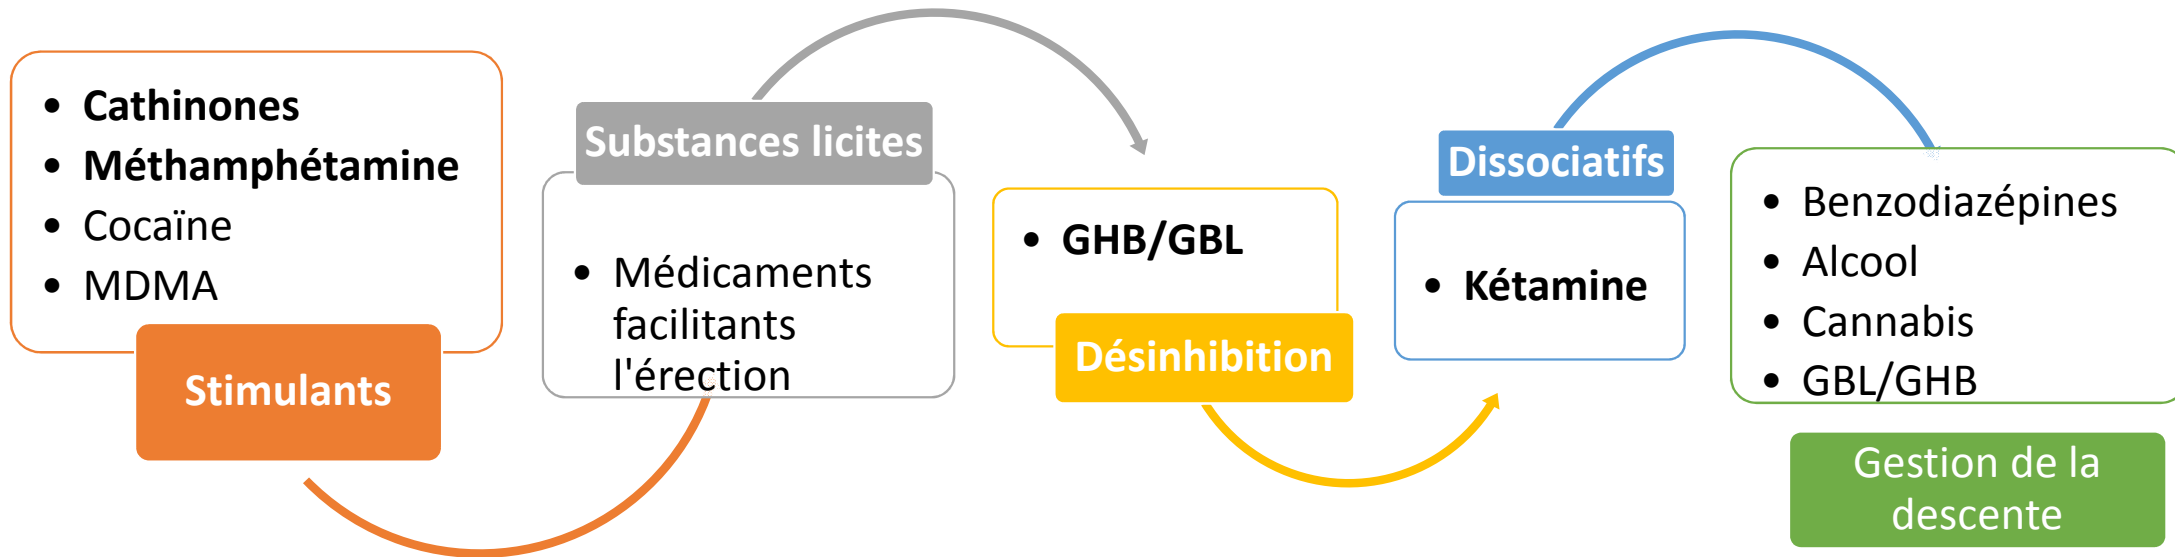 • Cathinones
• Méthamphétamine
• Cocaïne
• MDMA
Stimulants
Substances licites
• Médicaments
facilitants
l'érection
• GHB/GBL
Désinhibition
Dissociatifs
• Kétamine
• Benzodiazépines
• Alcool
• Cannabis
• GBL/GHB
Gestion de la
descente